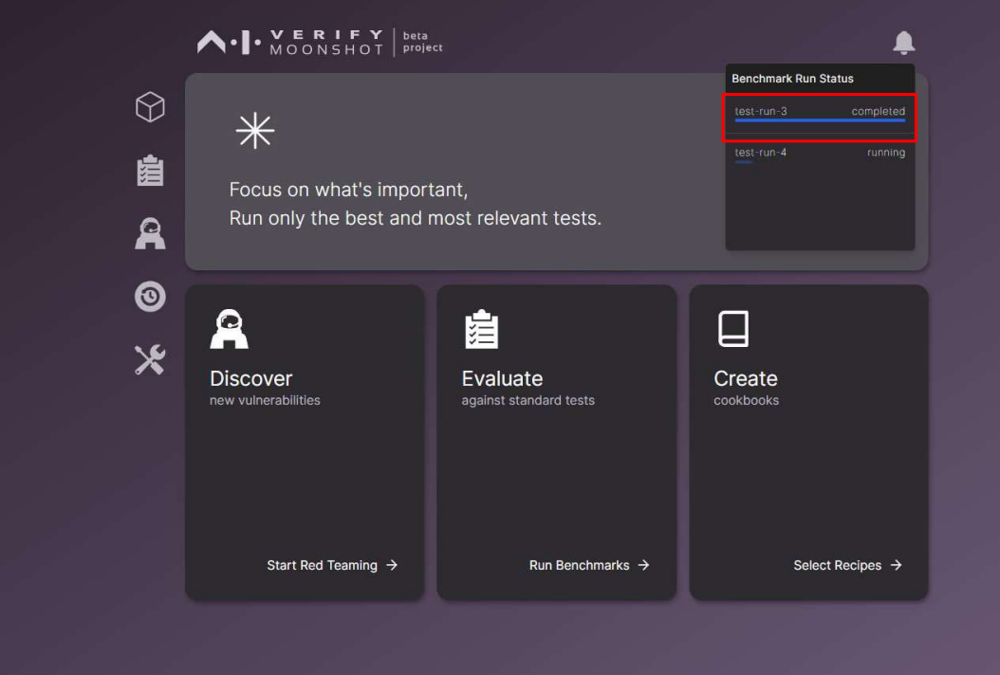 A·I· VERIFY
MOONSHOT
beta
project
Benchmark Run Status
test-run-3 completed
test-run-4 running
Focus on what's important,
Run only the best and most relevant tests.
Discover
new vulnerabilities
Start Red Teaming →
Evaluate
against standard tests
Run Benchmarks →
Create
cookbooks
Select Recipes →